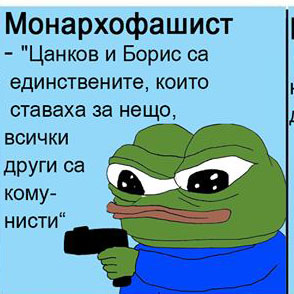 Монархофашист
- "Цанков и Борис са
единствените, които
ставаха за нещо,
всички
други са
кому-
нисти“